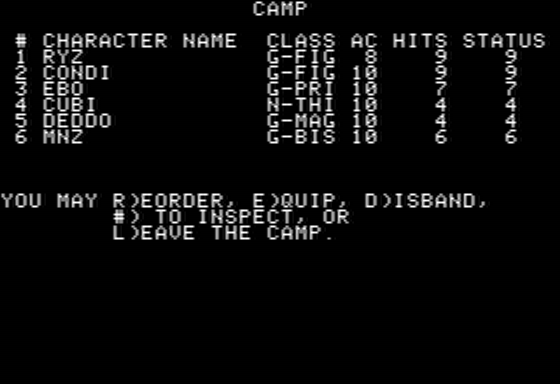 CAMP
# CHARACTER NAME CLASS AC HITS STATUS
1 RYZ G-FIG 8 9 9
2 CONDI G-FIG 10 9 9
3 EBO G-PRI 10 7 7
4 CUBI N-THI 10 4 4
5 DEDDO G-MAG 10 4 4
6 MNZ G-BIS 10 6 6
YOU MAY R)EORDER, E)QUIP, D)ISBAND,
#) TO INSPECT, OR
L)EAVE THE CAMP.